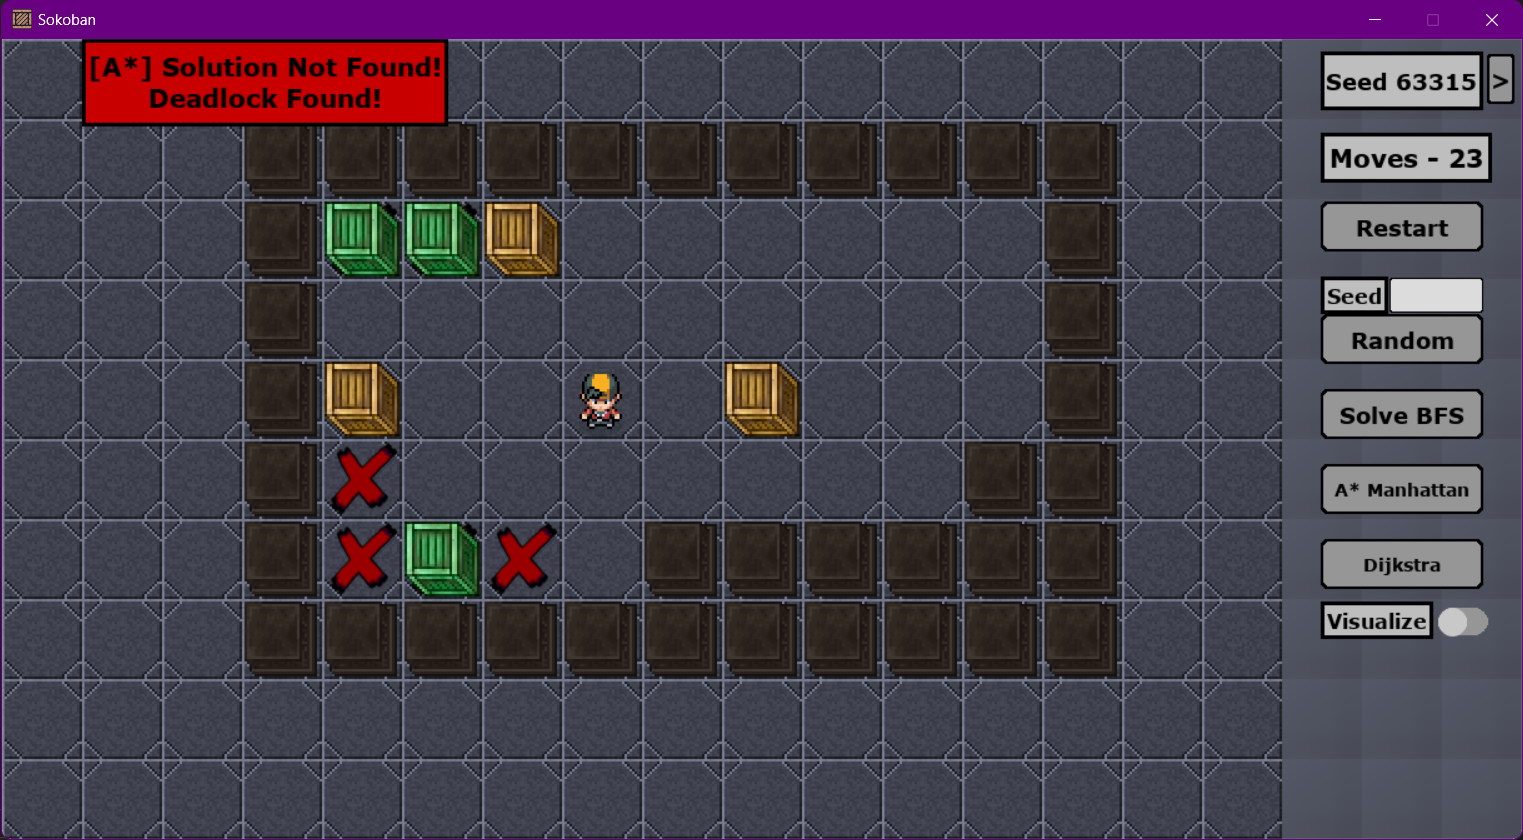 Sokoban
[A*] Solution Not Found!
Deadlock Found!
Seed 63315
>
Moves - 23
Restart
Seed
Random
Solve BFS
A* Manhattan
Dijkstra
Visualize